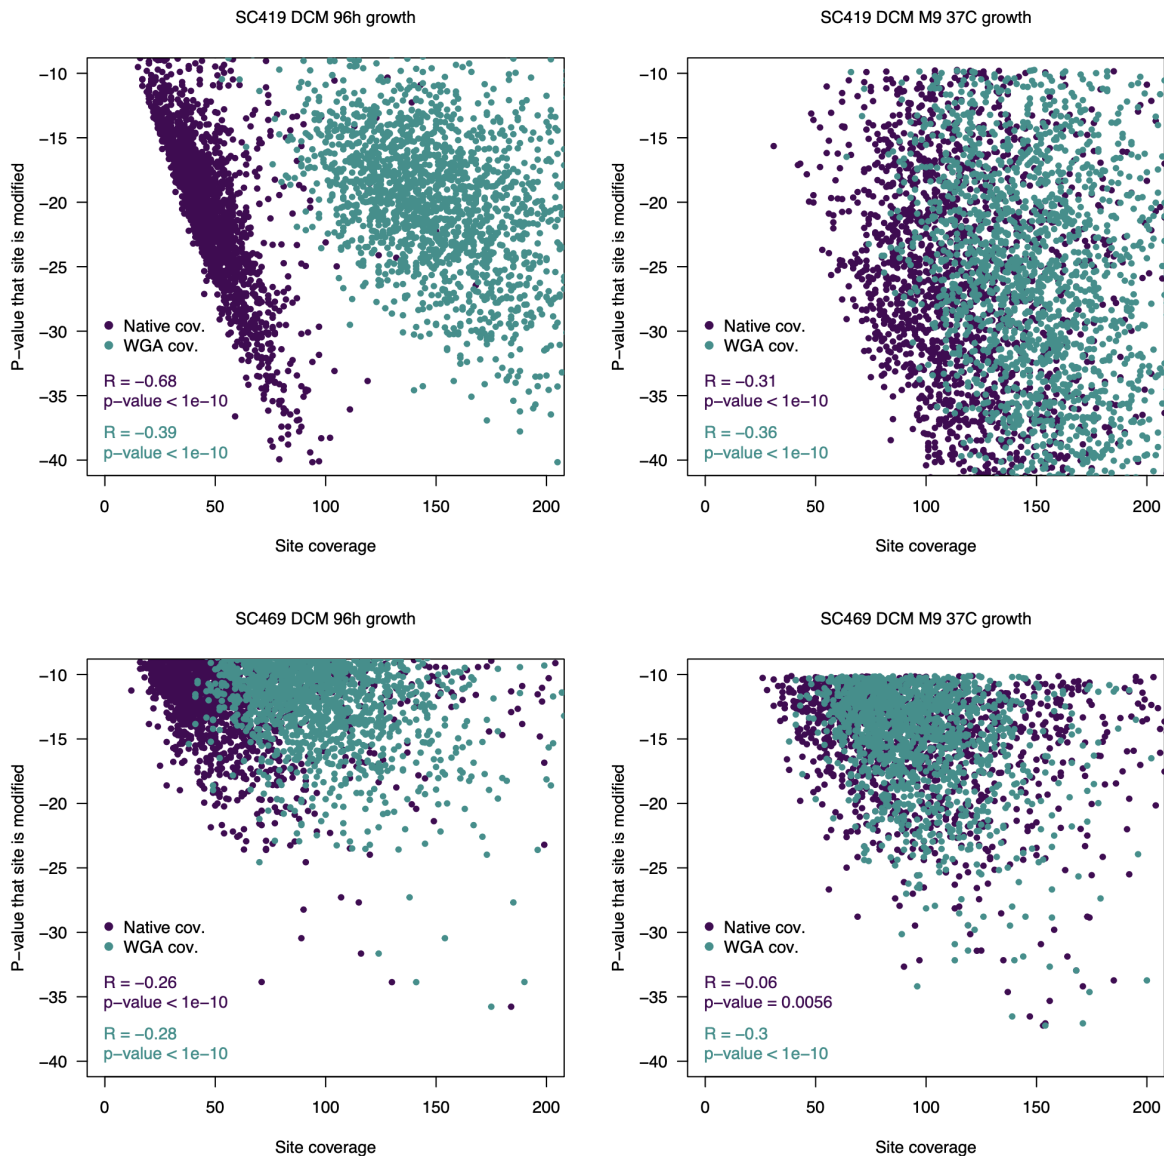 SC419 DCM 96h growth
P−value that site is modified
−10
−15
−20
−25
−30
−35
−40
Native cov.
WGA cov.
R = −0.68
p−value < 1e−10
R = −0.39
p−value < 1e−10
0 50 100 150 200
Site coverage
SC419 DCM M9 37C growth
P−value that site is modified
−10
−15
−20
−25
−30
−35
−40
Native cov.
WGA cov.
R = −0.31
p−value < 1e−10
R = −0.36
p−value < 1e−10
0 50 100 150 200
Site coverage
SC469 DCM 96h growth
P−value that site is modified
−10
−15
−20
−25
−30
−35
−40
Native cov.
WGA cov.
R = −0.26
p−value < 1e−10
R = −0.28
p−value < 1e−10
0 50 100 150 200
Site coverage
SC469 DCM M9 37C growth
P−value that site is modified
−10
−15
−20
−25
−30
−35
−40
Native cov.
WGA cov.
R = −0.06
p−value = 0.0056
R = −0.3
p−value < 1e−10
0 50 100 150 200
Site coverage